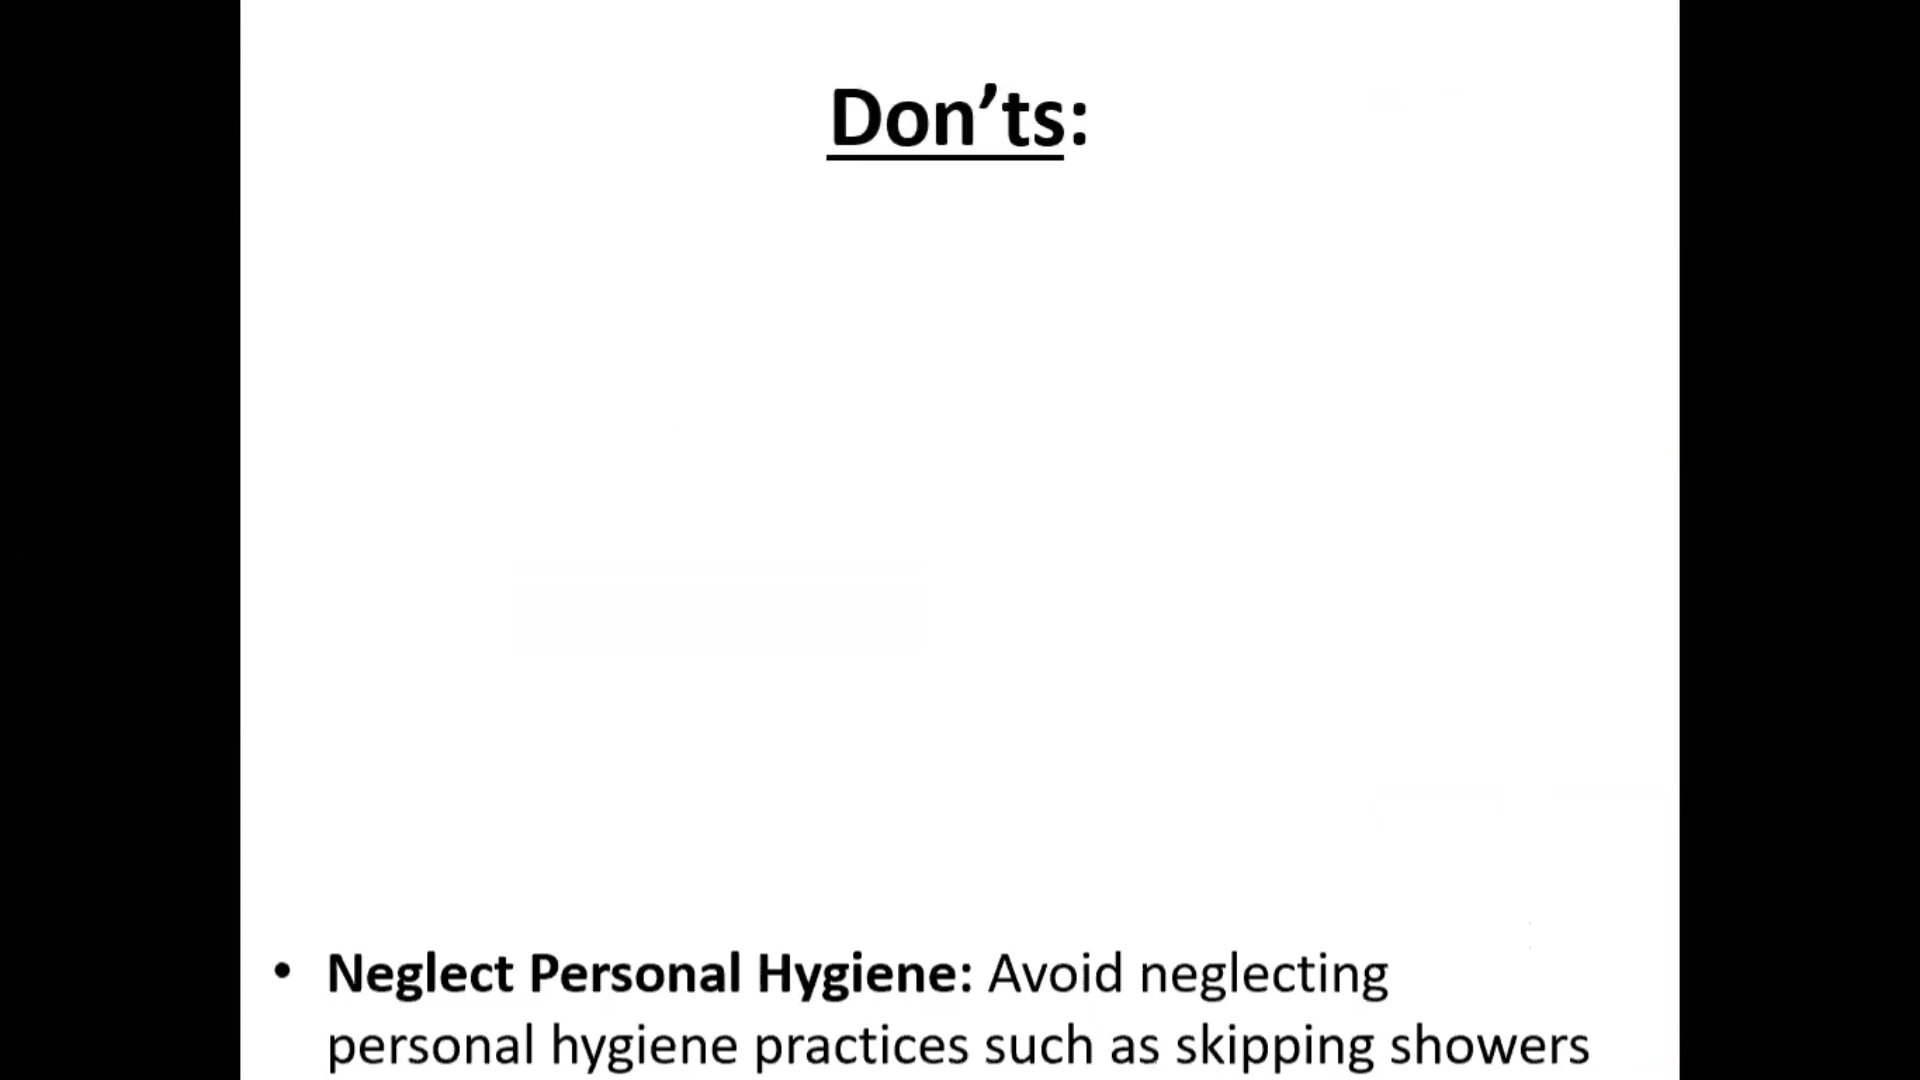 Don’ts:
• Neglect Personal Hygiene: Avoid neglecting
personal hygiene practices such as skipping showers